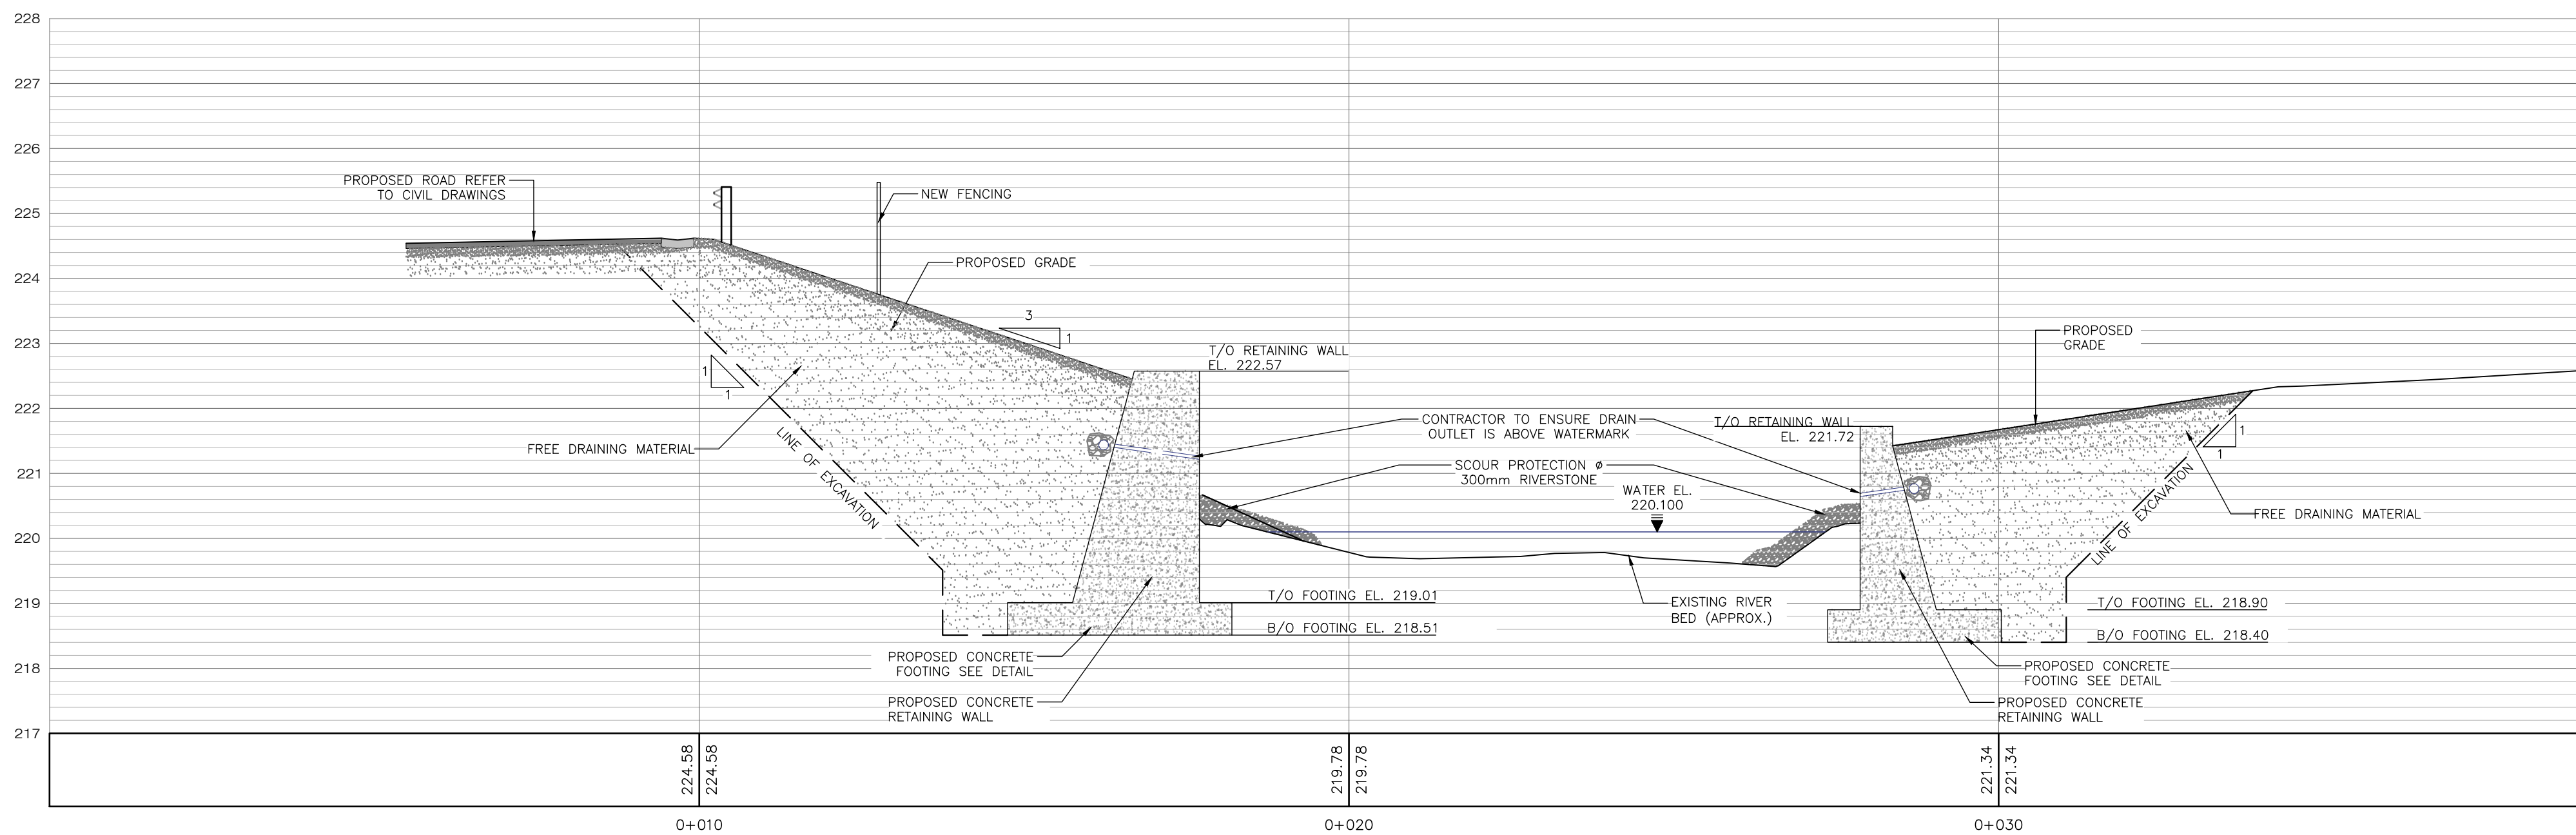 228
227
226
225
224
223
222
221
220
219
218
217
PROPOSED ROAD REFER
TO CIVIL DRAWINGS
NEW FENCING
PROPOSED GRADE
3
1
1
1
T/O RETAINING WALL
EL. 222.57
FREE DRAINING MATERIAL
LINE OF EXCAVATION
CONTRACTOR TO ENSURE DRAIN
OUTLET IS ABOVE WATERMARK
SCOUR PROTECTION ø
300mm RIVERSTONE
WATER EL.
220.100
T/O RETAINING WALL
EL. 221.72
PROPOSED
GRADE
1
1
FREE DRAINING MATERIAL
LINE OF EXCAVATION
T/O FOOTING EL. 219.01
B/O FOOTING EL. 218.51
EXISTING RIVER
BED (APPROX.)
T/O FOOTING EL. 218.90
B/O FOOTING EL. 218.40
PROPOSED CONCRETE
FOOTING SEE DETAIL
PROPOSED CONCRETE
RETAINING WALL
PROPOSED CONCRETE
FOOTING SEE DETAIL
PROPOSED CONCRETE
RETAINING WALL
224.58
224.58
219.78
219.78
221.34
221.34
0+010
0+020
0+030